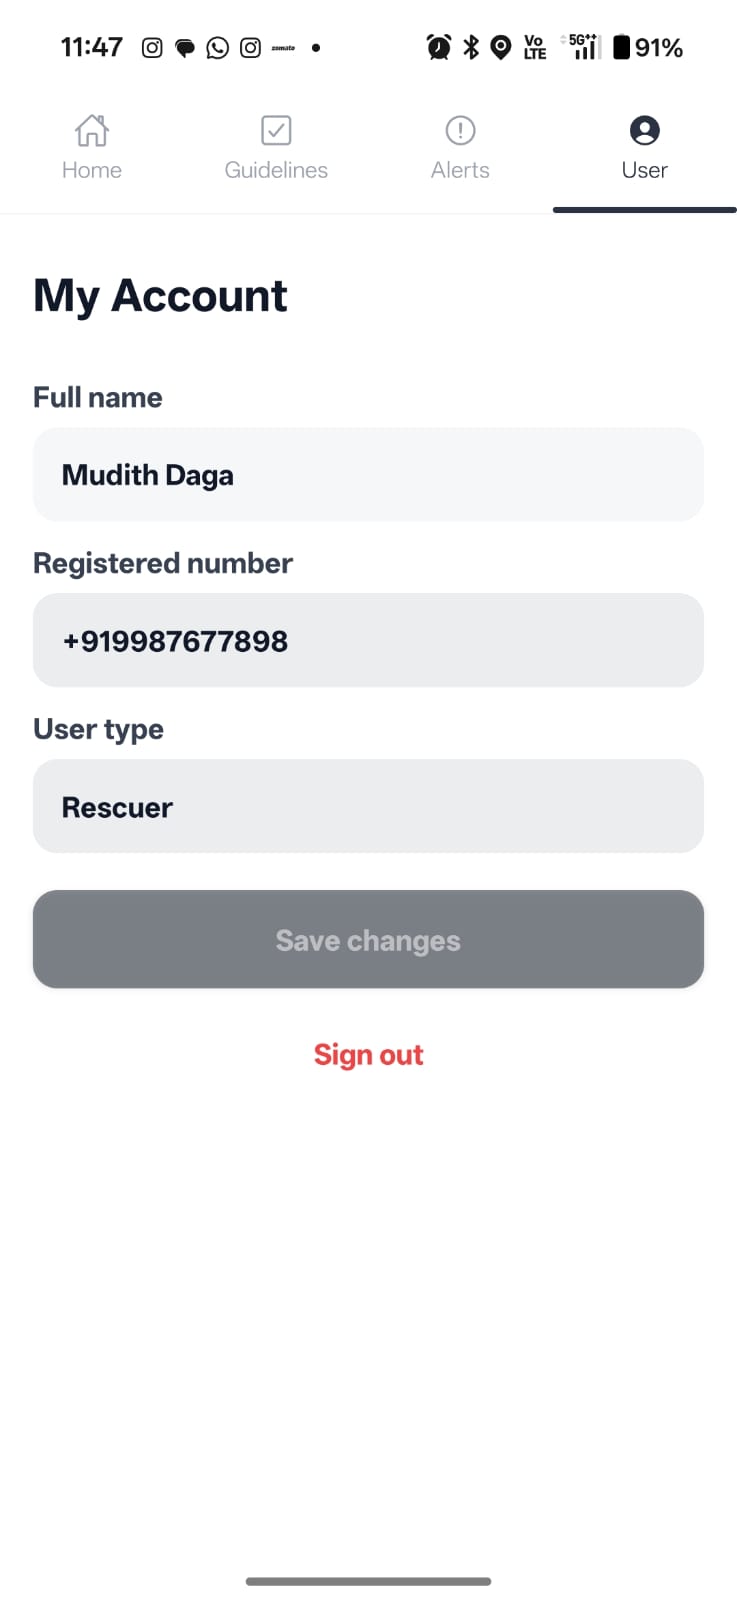 11:47 zomato Vo LTE 5G++ 91%
Home Guidelines Alerts User
My Account
Full name
Mudith Daga
Registered number
+919987677898
User type
Rescuer
Save changes
Sign out